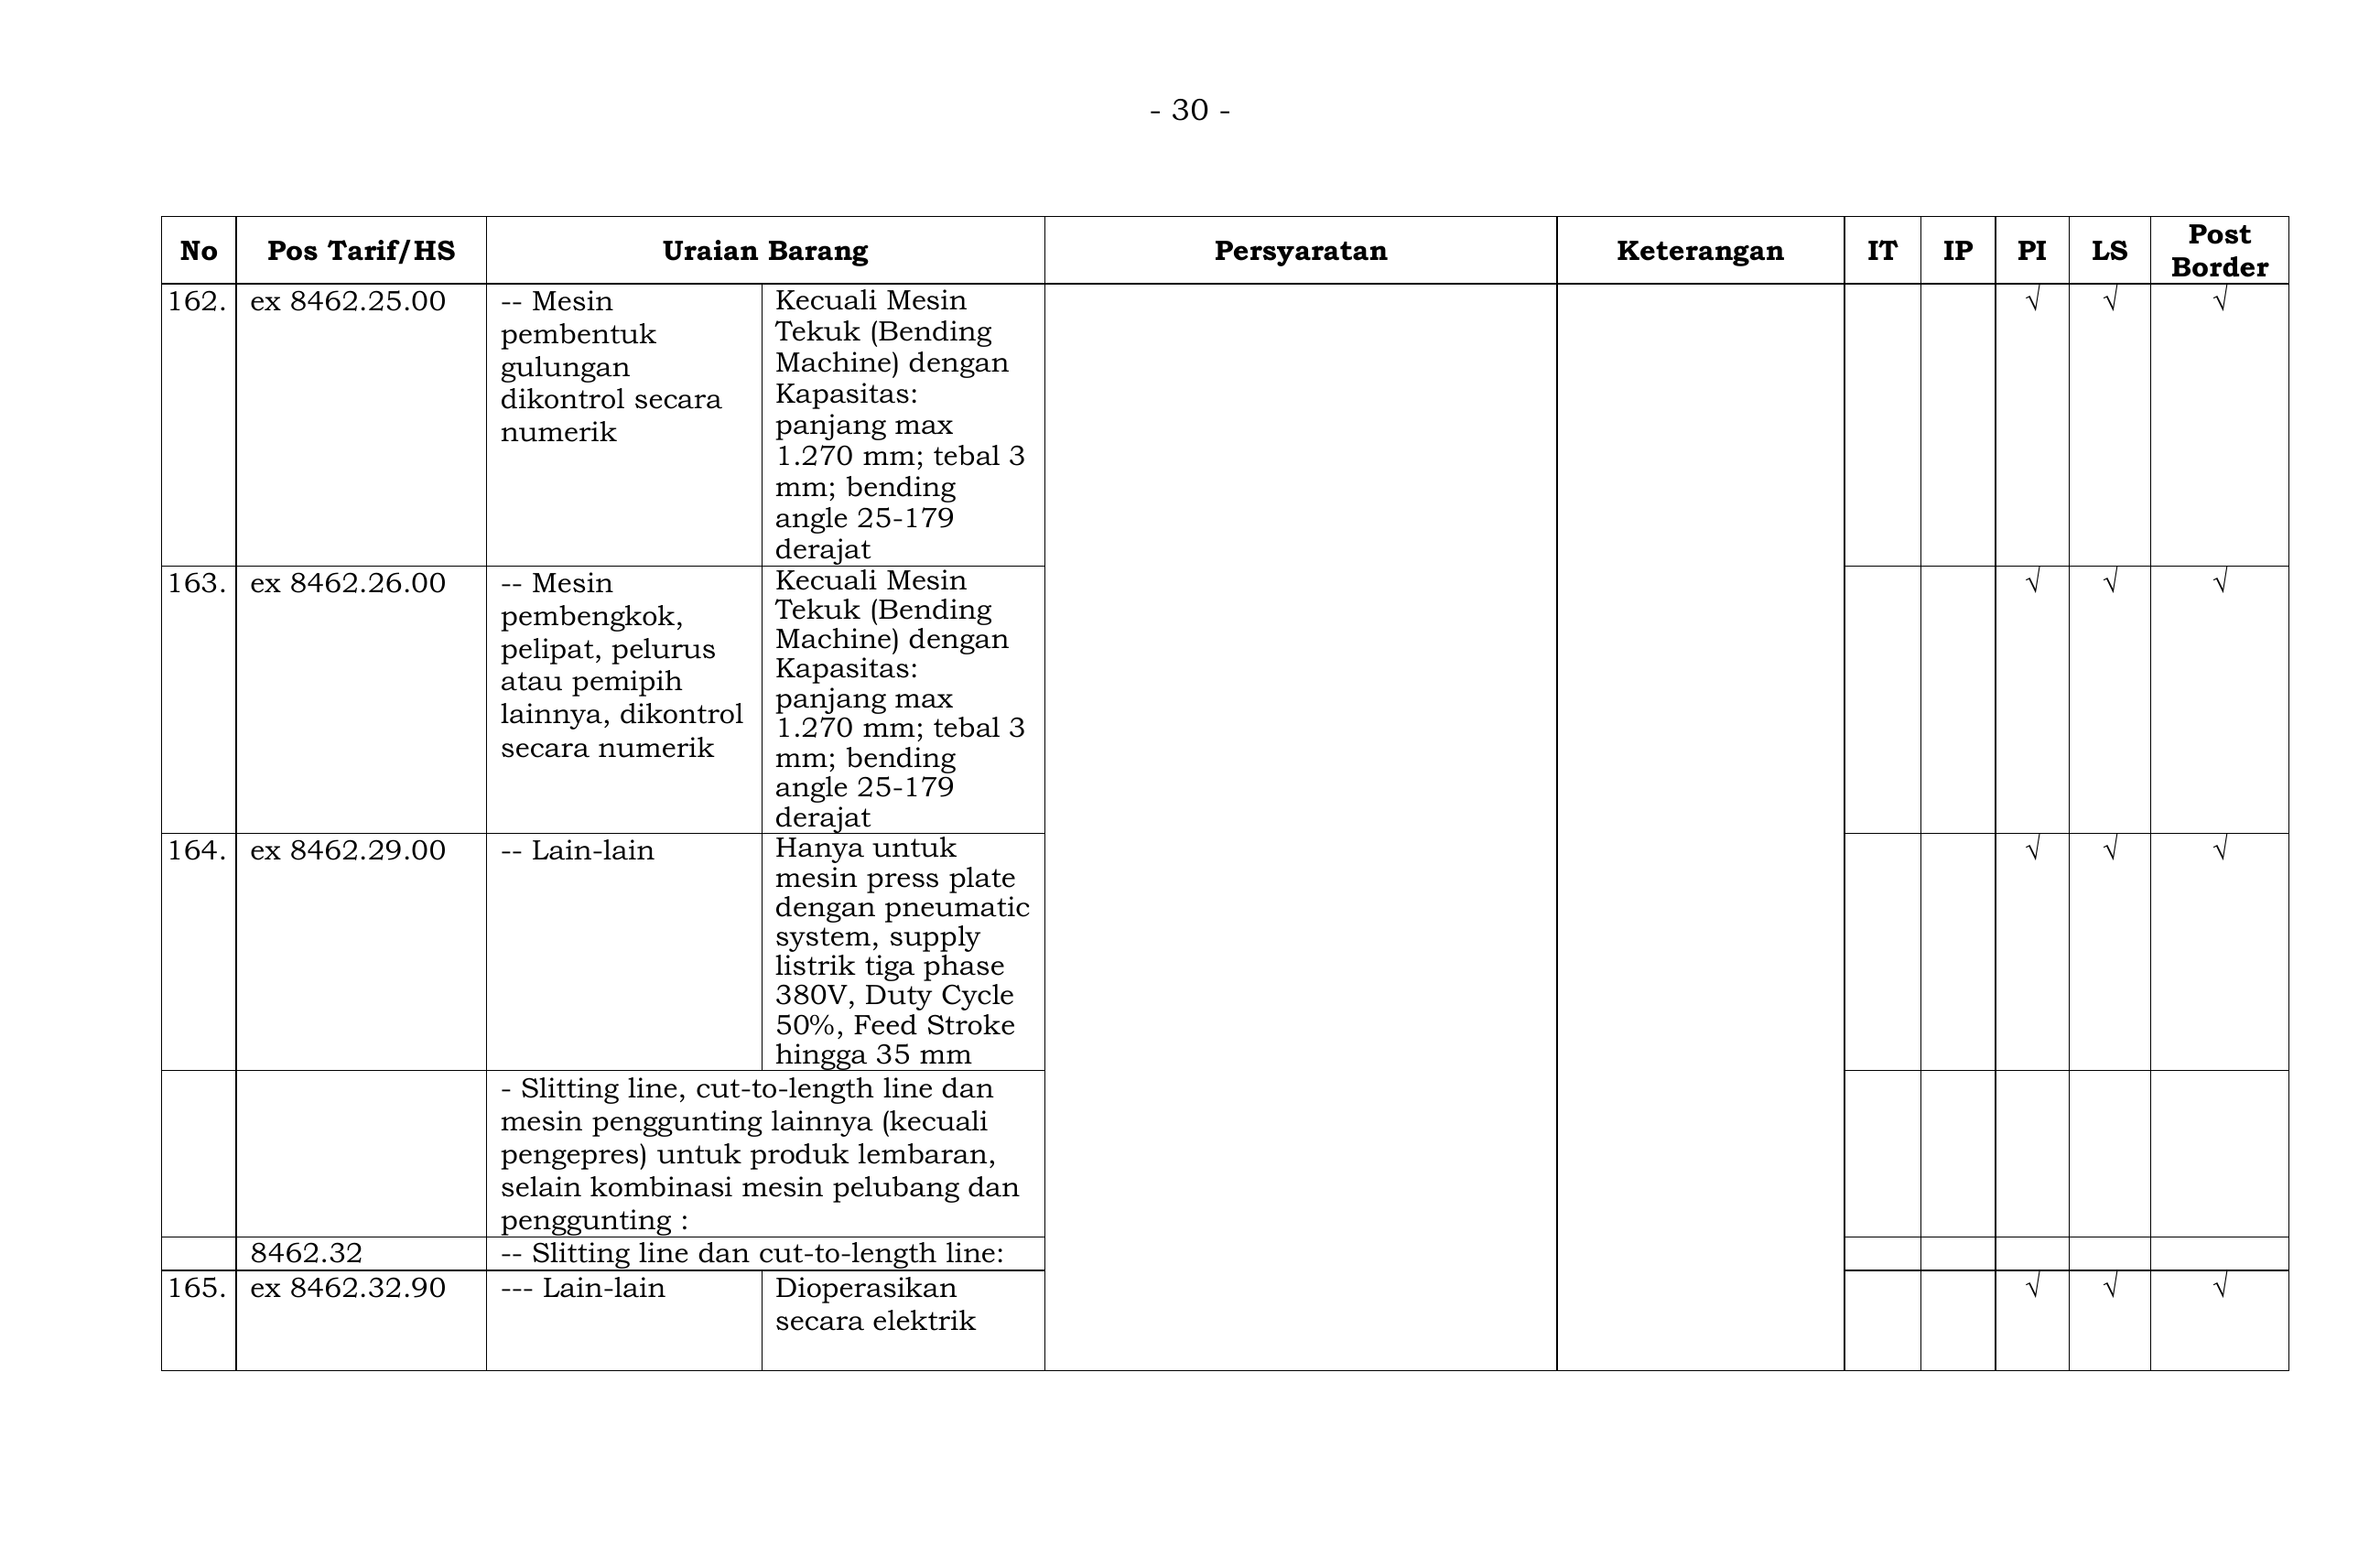 - 30 -
No Pos Tarif/HS Uraian Barang Persyaratan Keterangan IT IP PI LS Post Border
162. ex 8462.25.00 -- Mesin
pembentuk
gulungan
dikontrol secara
numerik
Kecuali Mesin
Tekuk (Bending
Machine) dengan
Kapasitas:
panjang max
1.270 mm; tebal 3
mm; bending
angle 25-179
derajat
√ √ √
163. ex 8462.26.00 -- Mesin
pembengkok,
pelipat, pelurus
atau pemipih
lainnya, dikontrol
secara numerik
Kecuali Mesin
Tekuk (Bending
Machine) dengan
Kapasitas:
panjang max
1.270 mm; tebal 3
mm; bending
angle 25-179
derajat
√ √ √
164. ex 8462.29.00 -- Lain-lain
Hanya untuk
mesin press plate
dengan pneumatic
system, supply
listrik tiga phase
380V, Duty Cycle
50%, Feed Stroke
hingga 35 mm
√ √ √
- Slitting line, cut-to-length line dan
mesin penggunting lainnya (kecuali
pengepres) untuk produk lembaran,
selain kombinasi mesin pelubang dan
penggunting :
8462.32 -- Slitting line dan cut-to-length line:
165. ex 8462.32.90 --- Lain-lain
Dioperasikan
secara elektrik
√ √ √